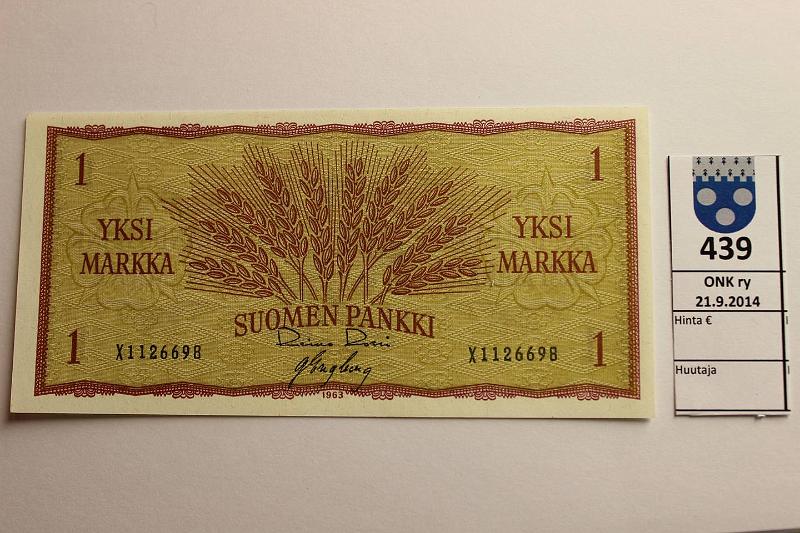 1
1
YKSI
MARKKA
YKSI
MARKKA
SUOMEN PANKKI
1
X1126698
X1126698
1
1963
439
ONK ry
21.9.2014
Hinta €
Huutaja